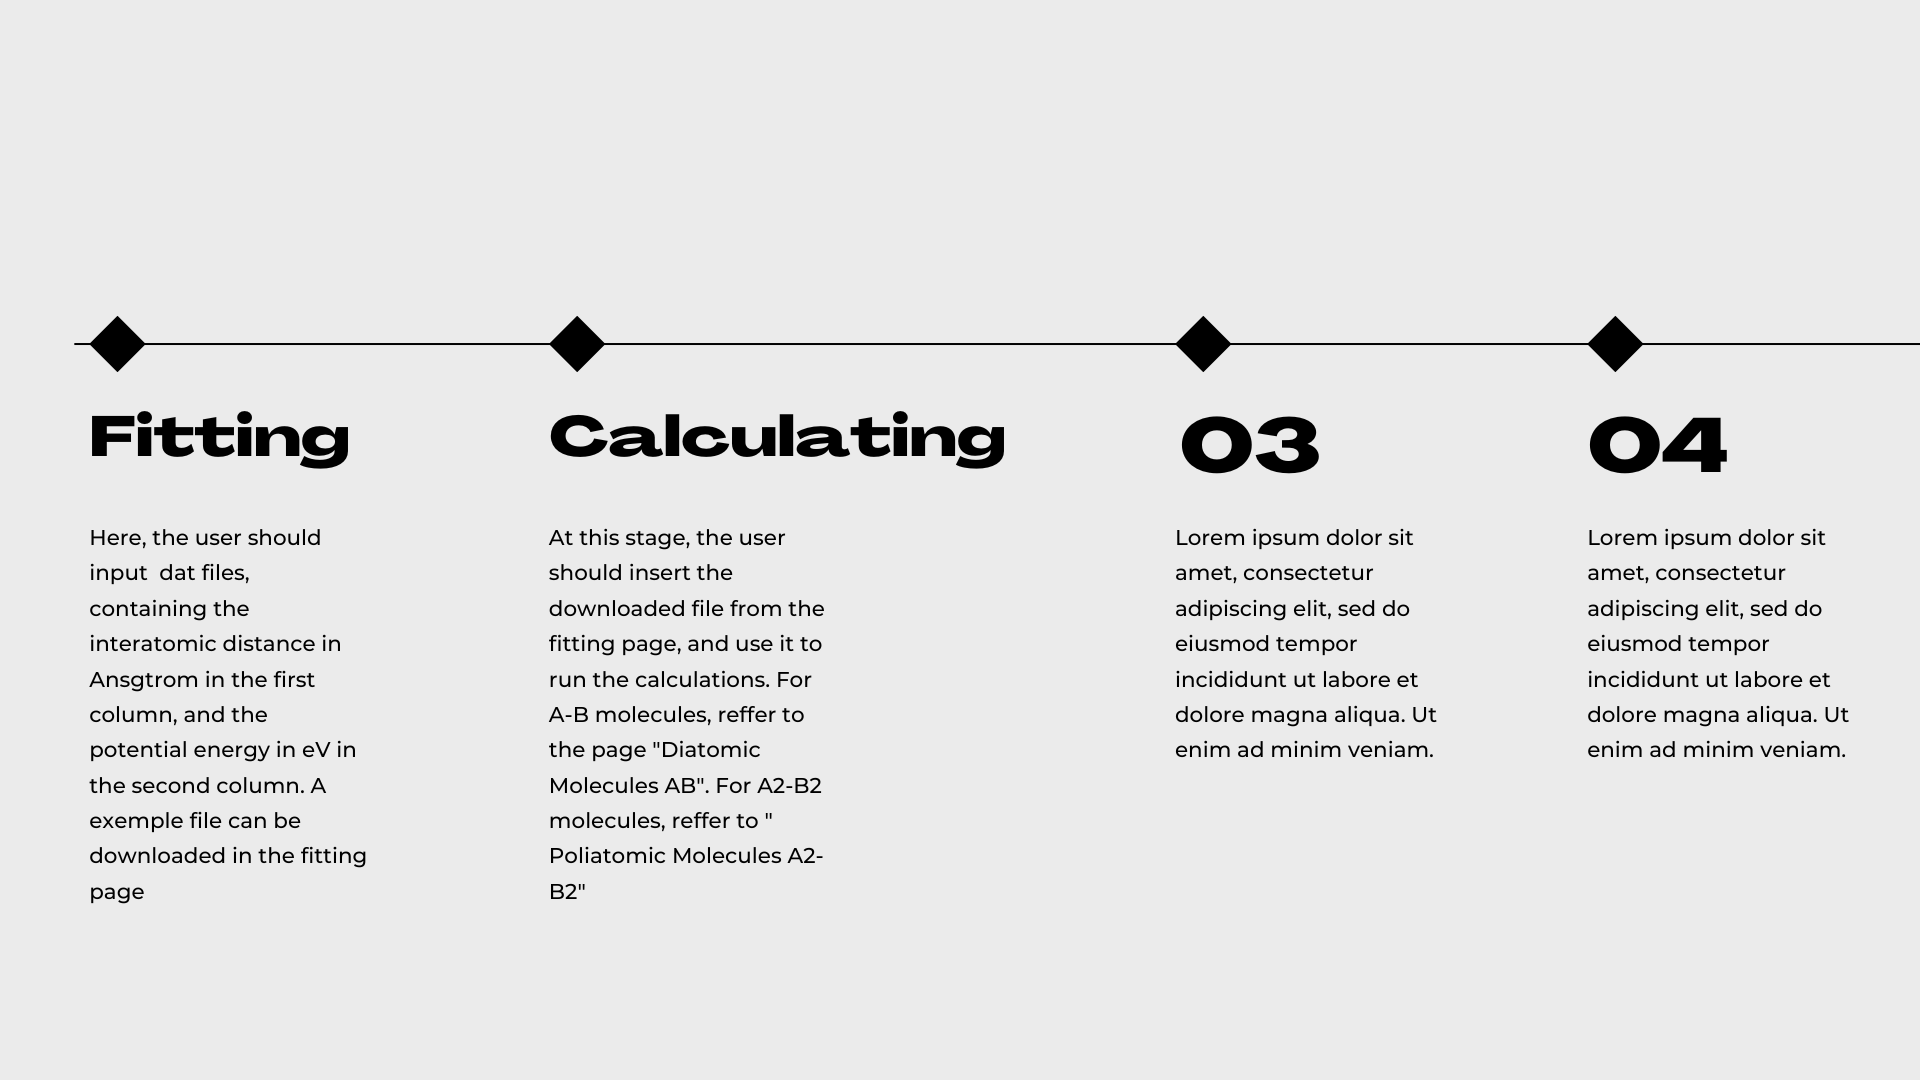 Fitting
Here, the user should
input  dat files,
containing the
interatomic distance in
Ansgtrom in the first
column, and the
potential energy in eV in
the second column. A
exemple file can be
downloaded in the fitting
page
Calculating
At this stage, the user
should insert the
downloaded file from the
fitting page, and use it to
run the calculations. For
A-B molecules, reffer to
the page "Diatomic
Molecules AB". For A2-B2
molecules, reffer to "
Poliatomic Molecules A2-
B2"
03
Lorem ipsum dolor sit
amet, consectetur
adipiscing elit, sed do
eiusmod tempor
incididunt ut labore et
dolore magna aliqua. Ut
enim ad minim veniam.
04
Lorem ipsum dolor sit
amet, consectetur
adipiscing elit, sed do
eiusmod tempor
incididunt ut labore et
dolore magna aliqua. Ut
enim ad minim veniam.